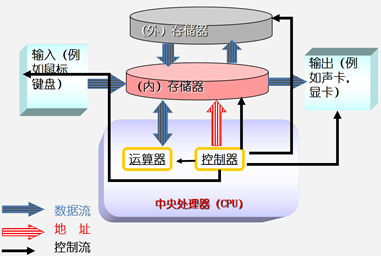 （外）存储器
输入（例
如鼠标
键盘）
（内）存储器
输出（例
如声卡，
显卡）
运算器
控制器
中央处理器（CPU）
数据流
地 址
控制流